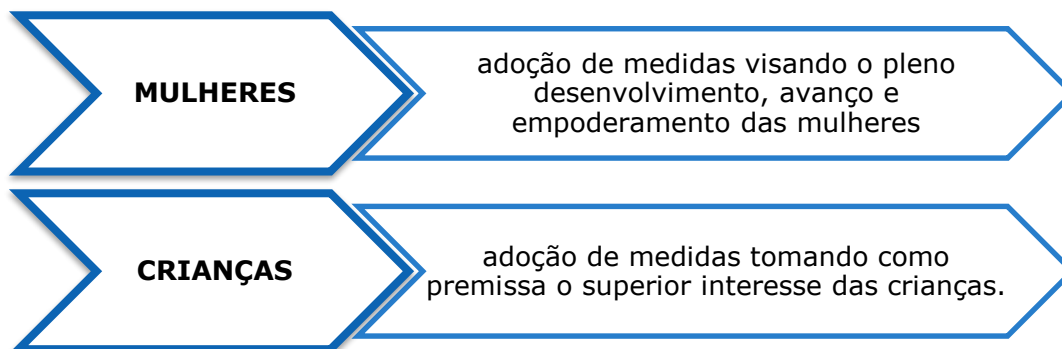 MULHERES
adoção de medidas visando o pleno
desenvolvimento, avanço e
empoderamento das mulheres
CRIANÇAS
adoção de medidas tomando como
premissa o superior interesse das crianças.